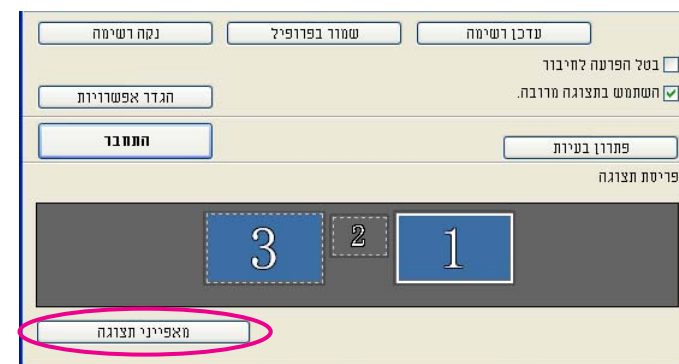 עדכן רשימה שמור בפרופיל נקה רשימה
בטל הפרעה לחיבור
השתמש בתצוגה מרובה.
הגדר אפשרויות
התחבר
פתרון בעיות
פריסת תצוגה
1 2 3
מאפייני תצוגה